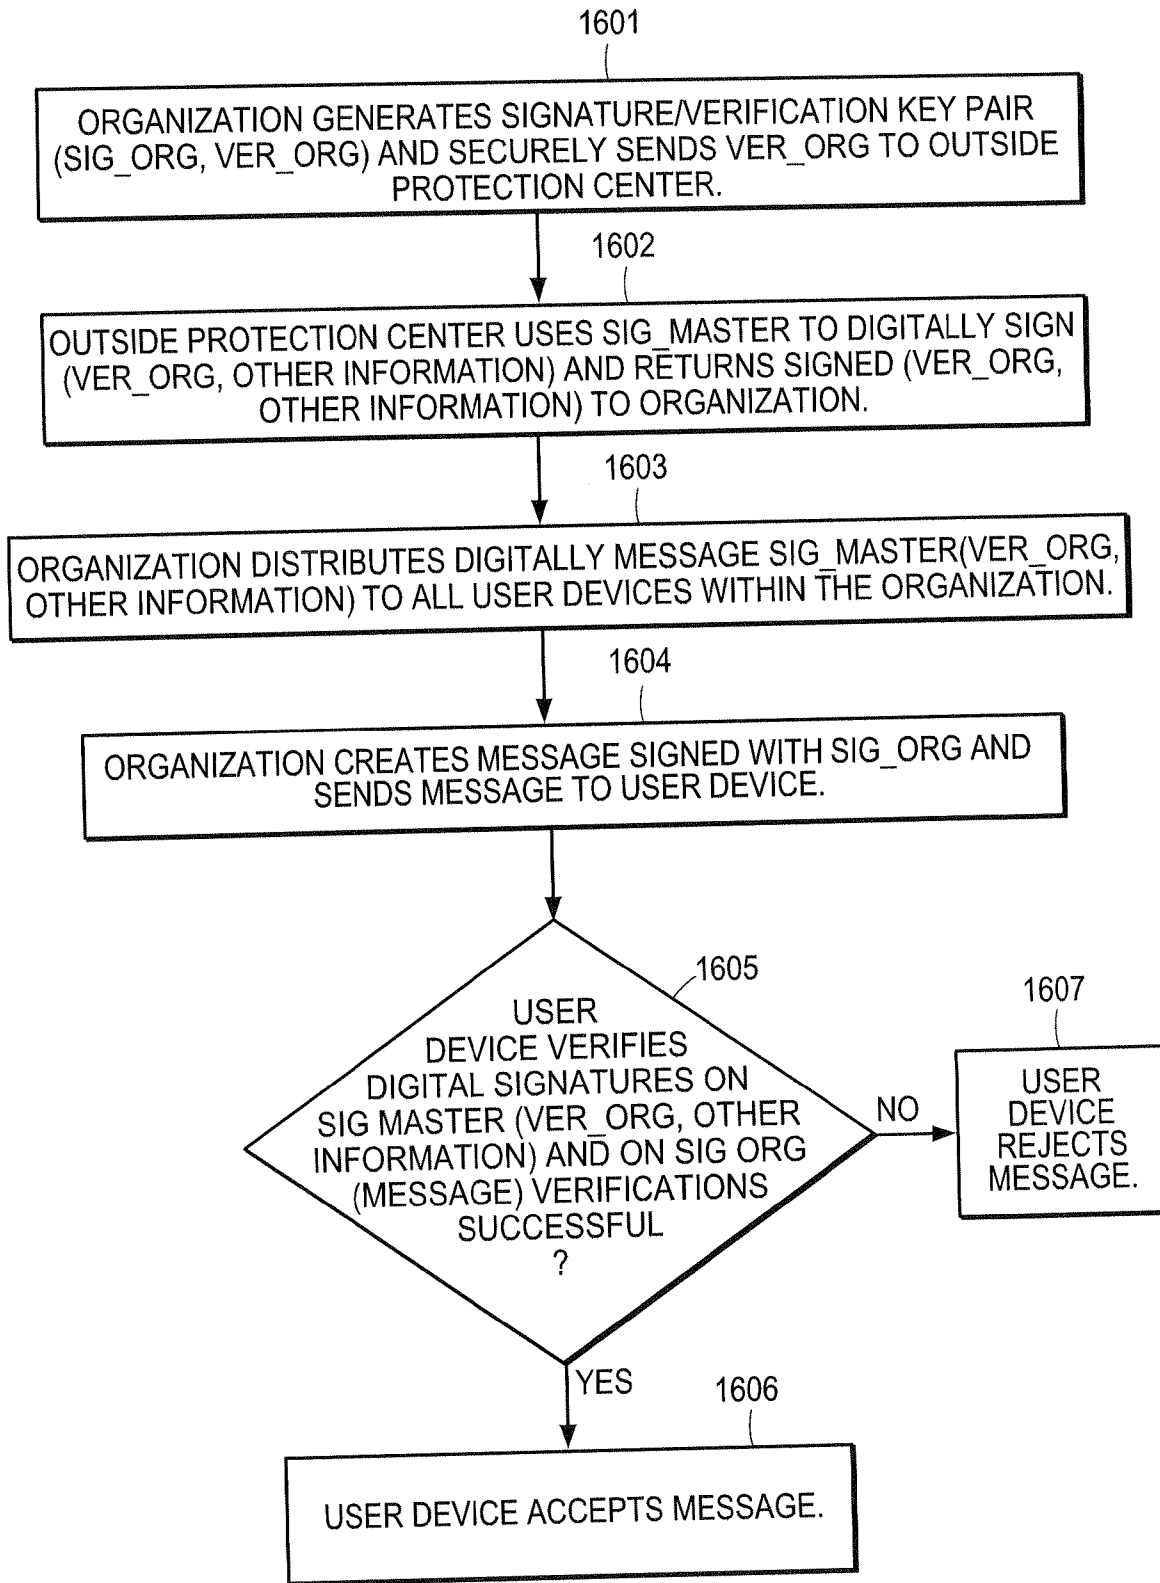 1601
ORGANIZATION GENERATES SIGNATURE/VERIFICATION KEY PAIR
(SIG_ORG, VER_ORG) AND SECURELY SENDS VER_ORG TO OUTSIDE
PROTECTION CENTER.
1602
OUTSIDE PROTECTION CENTER USES SIG_MASTER TO DIGITALLY SIGN
(VER_ORG, OTHER INFORMATION) AND RETURNS SIGNED (VER_ORG,
OTHER INFORMATION) TO ORGANIZATION.
1603
ORGANIZATION DISTRIBUTES DIGITALLY MESSAGE SIG_MASTER(VER_ORG,
OTHER INFORMATION) TO ALL USER DEVICES WITHIN THE ORGANIZATION.
1604
ORGANIZATION CREATES MESSAGE SIGNED WITH SIG_ORG AND
SENDS MESSAGE TO USER DEVICE.
1605
USER
DEVICE VERIFIES
DIGITAL SIGNATURES ON
SIG MASTER (VER_ORG, OTHER
INFORMATION) AND ON SIG ORG
(MESSAGE) VERIFICATIONS
SUCCESSFUL
?
NO
1607
USER
DEVICE
REJECTS
MESSAGE.
YES
1606
USER DEVICE ACCEPTS MESSAGE.